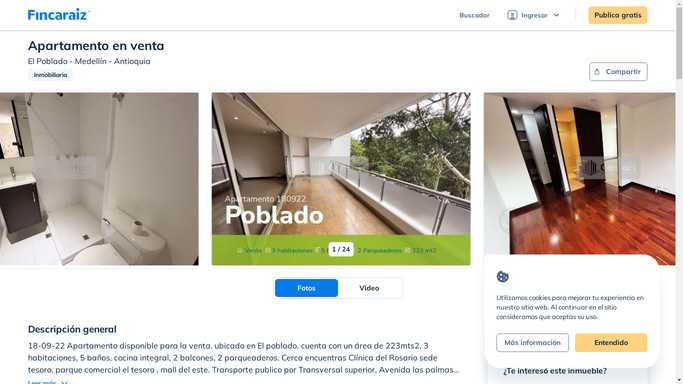 Fincaraiz
Buscador
Ingresar
Publica gratis
Apartamento en venta
El Poblado - Medellín - Antioquia
Inmobiliaria
Compartir
Apartamento 180922
Poblado
Venta
3 habitaciones
5
1 / 24
2 Parqueaderos
223 mt2
Fotos
Video
Descripción general
18-09-22 Apartamento disponible para la venta, ubicado en El poblado, cuenta con un área de 223mts2, 3
habitaciones, 5 baños, cocina integral, 2 balcones, 2 parqueaderos. Cerca encuentras Clínica del Rosario sede
tesoro, parque comercial el tesoro , mall del este. Transporte publico por Transversal superior, Avenida las palmas...
Leer más
Utilizamos cookies para mejorar tu experiencia en
nuestro sitio web. Al continuar en el sitio
consideramos que aceptas su uso.
Más información
Entendido
¿Te interesó este inmueble?